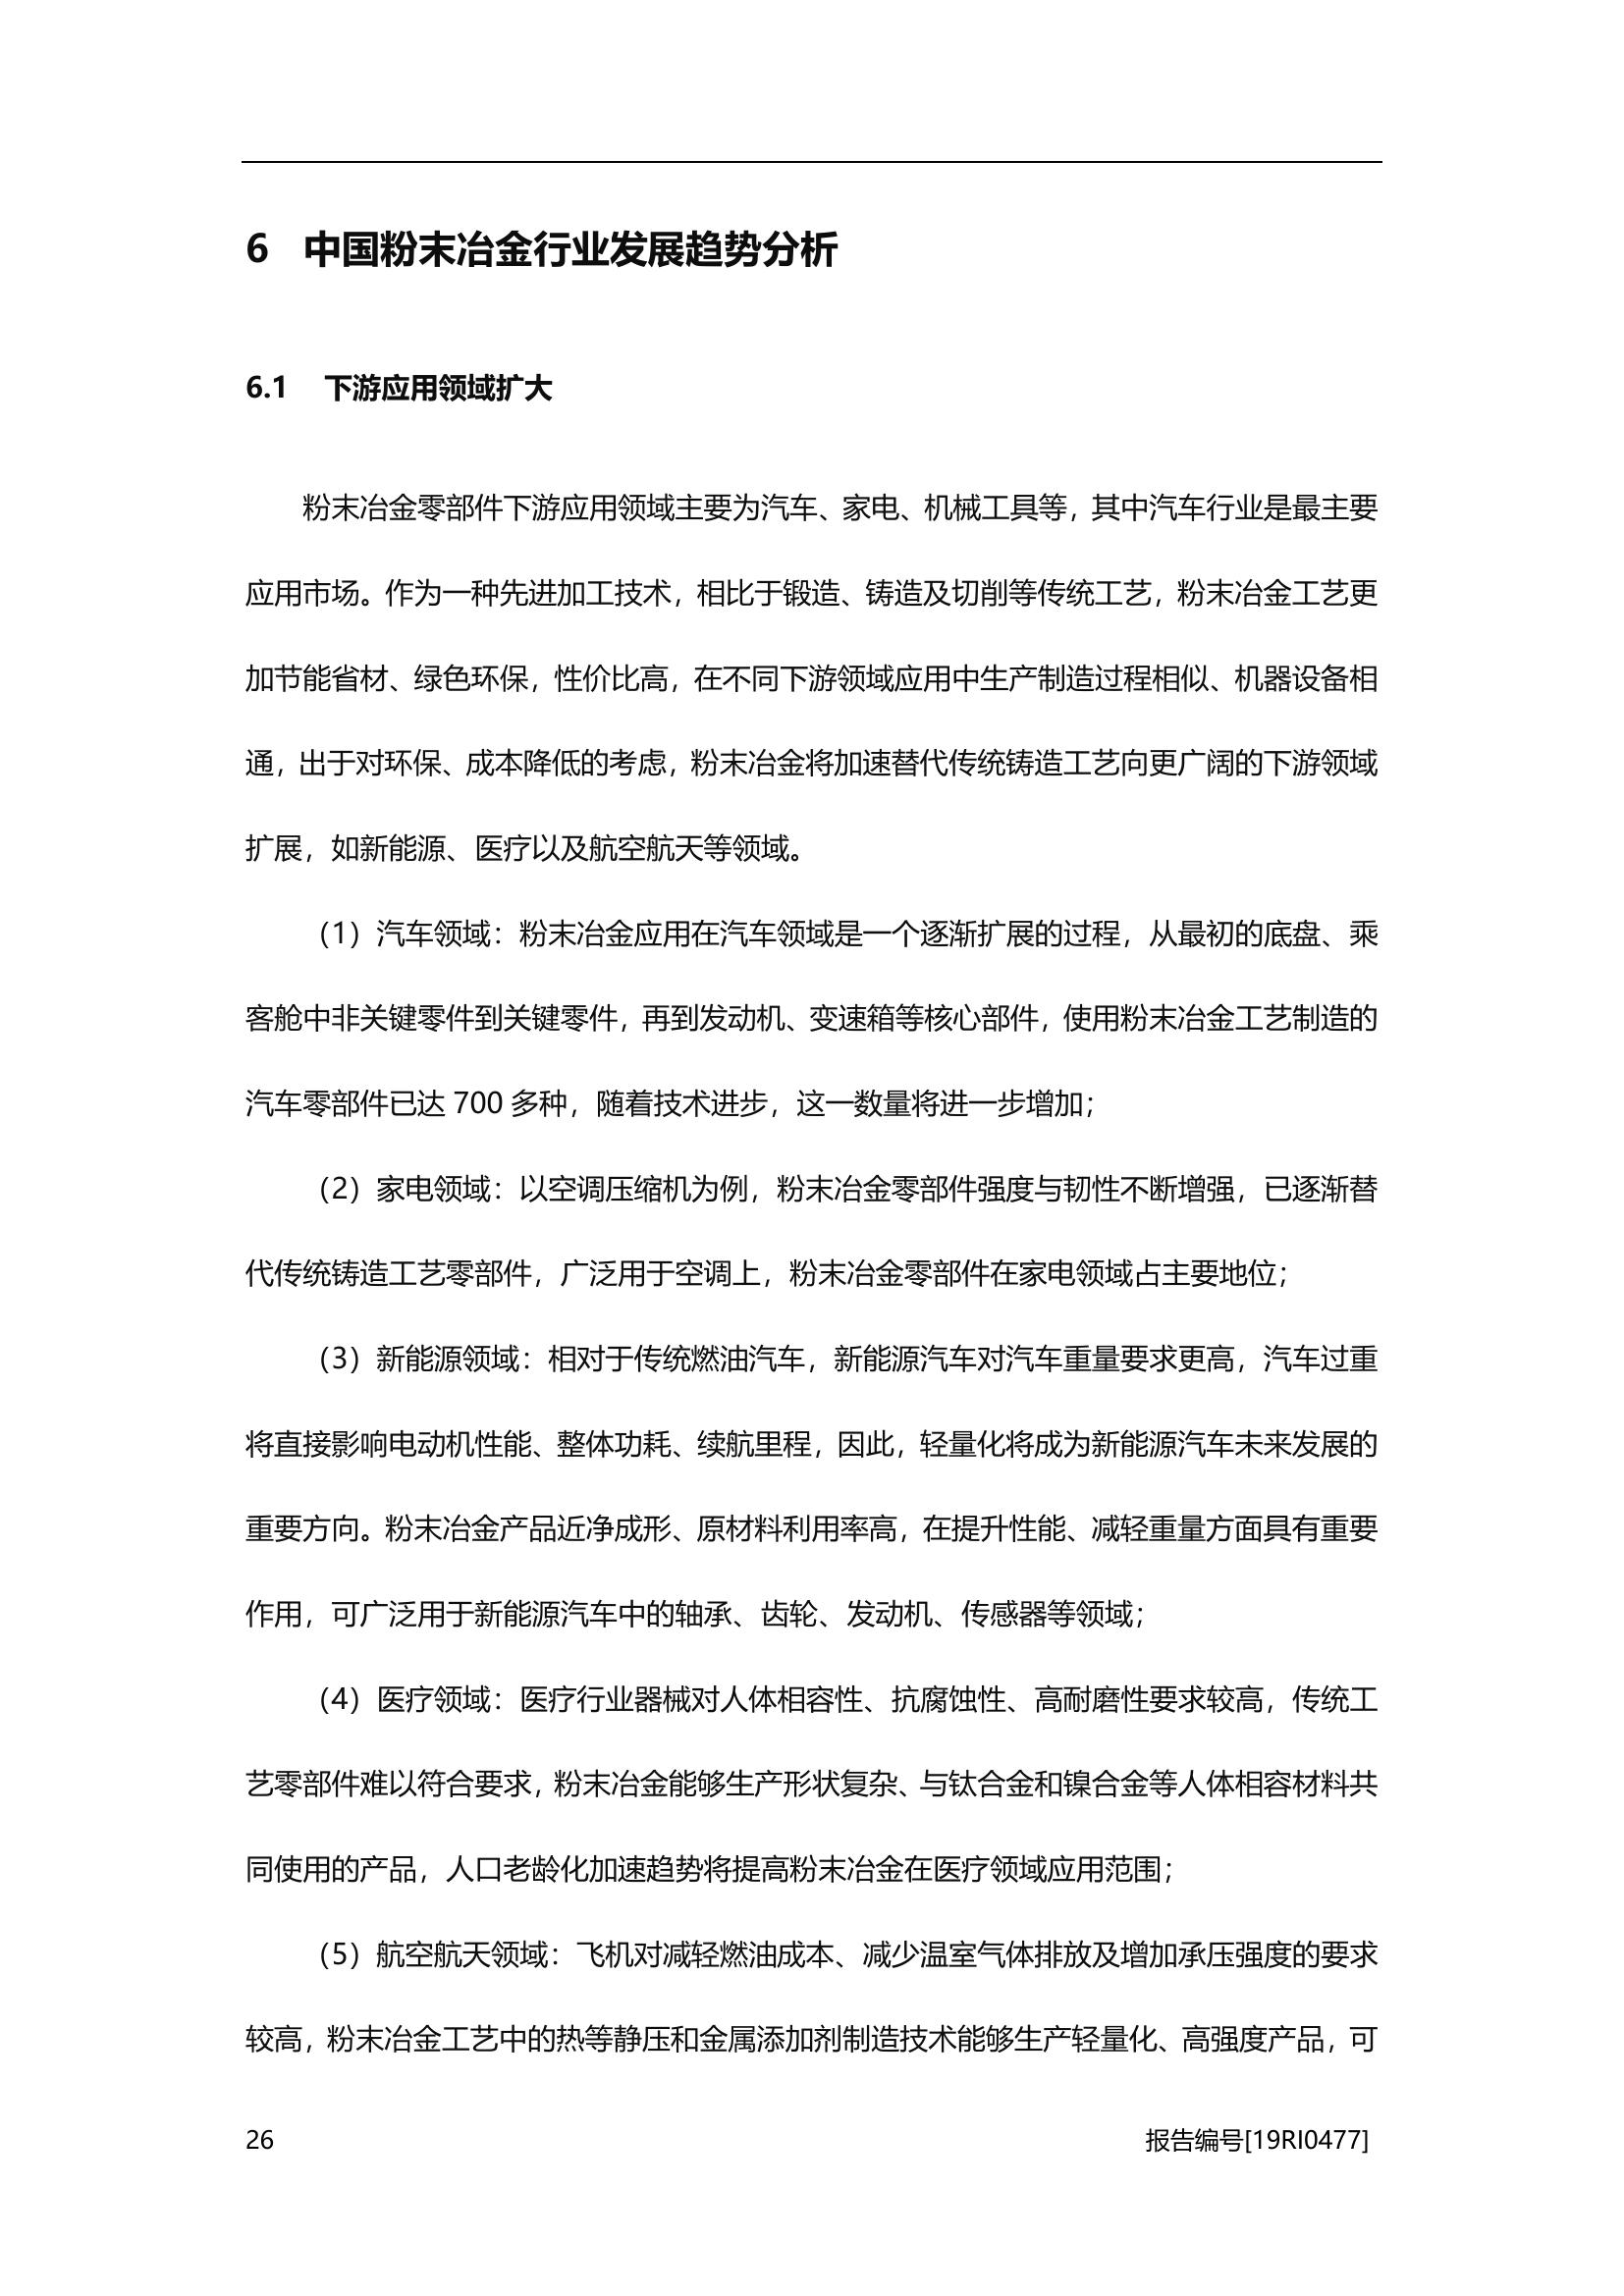 6 中国粉末冶金行业发展趋势分析
6.1 下游应用领域扩大
粉末冶金零部件下游应用领域主要为汽车、家电、机械工具等，其中汽车行业是最主要
应用市场。作为一种先进加工技术，相比于锻造、铸造及切削等传统工艺，粉末冶金工艺更
加节能省材、绿色环保，性价比高，在不同下游领域应用中生产制造过程相似、机器设备相
通，出于对环保、成本降低的考虑，粉末冶金将加速替代传统铸造工艺向更广阔的下游领域
扩展，如新能源、医疗以及航空航天等领域。
（1）汽车领域：粉末冶金应用在汽车领域是一个逐渐扩展的过程，从最初的底盘、乘
客舱中非关键零件到关键零件，再到发动机、变速箱等核心部件，使用粉末冶金工艺制造的
汽车零部件已达 700 多种，随着技术进步，这一数量将进一步增加；
（2）家电领域：以空调压缩机为例，粉末冶金零部件强度与韧性不断增强，已逐渐替
代传统铸造工艺零部件，广泛用于空调上，粉末冶金零部件在家电领域占主要地位；
（3）新能源领域：相对于传统燃油汽车，新能源汽车对汽车重量要求更高，汽车过重
将直接影响电动机性能、整体功耗、续航里程，因此，轻量化将成为新能源汽车未来发展的
重要方向。粉末冶金产品近净成形、原材料利用率高，在提升性能、减轻重量方面具有重要
作用，可广泛用于新能源汽车中的轴承、齿轮、发动机、传感器等领域；
（4）医疗领域：医疗行业器械对人体相容性、抗腐蚀性、高耐磨性要求较高，传统工
艺零部件难以符合要求，粉末冶金能够生产形状复杂、与钛合金和镍合金等人体相容材料共
同使用的产品，人口老龄化加速趋势将提高粉末冶金在医疗领域应用范围；
（5）航空航天领域：飞机对减轻燃油成本、减少温室气体排放及增加承压强度的要求
较高，粉末冶金工艺中的热等静压和金属添加剂制造技术能够生产轻量化、高强度产品，可
26 报告编号[19RI0477]